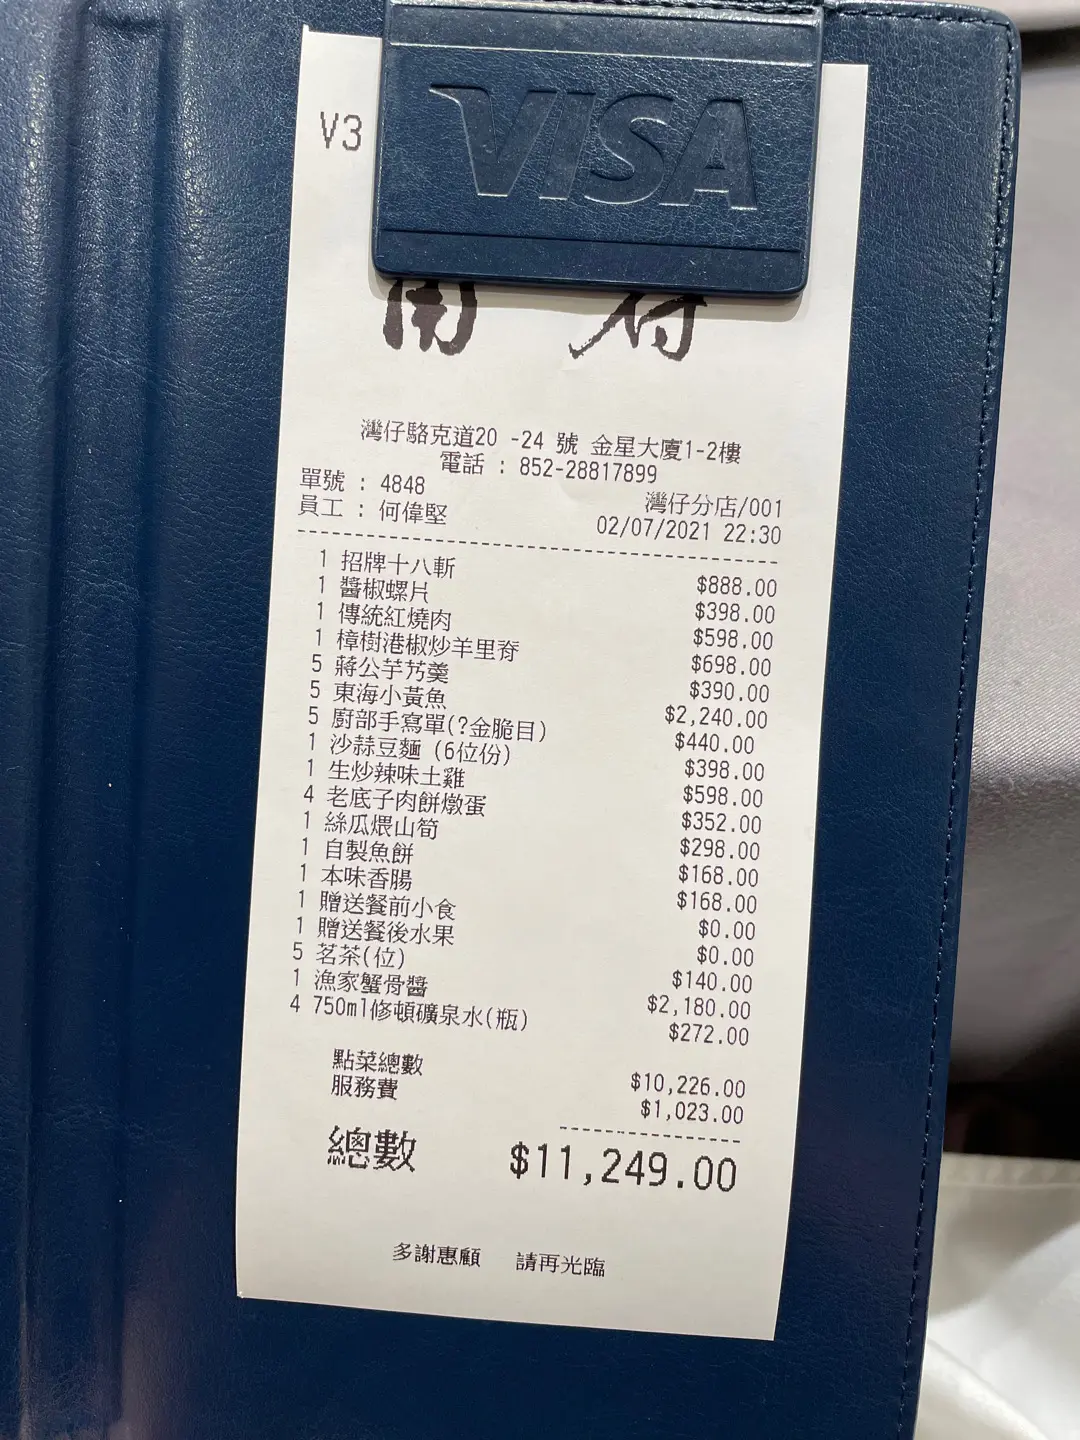 VISA
V3
灣仔駱克道20 -24 號 金星大廈1-2樓
電話 : 852-28817899
單號 : 4848 灣仔分店/001
員工 : 何偉堅 02/07/2021 22:30
1 招牌十八斬 $888.00
1 醬椒螺片 $398.00
1 傳統紅燒肉 $598.00
1 樟樹港椒炒羊里脊 $698.00
5 蔣公芋艿羹 $390.00
5 東海小黃魚 $2,240.00
5 廚部手寫單(?金脆目) $440.00
1 沙蒜豆麵 (6位份) $398.00
1 生炒辣味土雞 $598.00
4 老底子肉餅燉蛋 $352.00
1 絲瓜煨山筍 $298.00
1 自製魚餅 $168.00
1 本味香腸 $168.00
1 贈送餐前小食 $0.00
1 贈送餐後水果 $0.00
5 茗茶(位) $140.00
1 漁家蟹骨醬 $2,180.00
4 750ml修頓礦泉水(瓶) $272.00
點菜總數 $10,226.00
服務費 $1,023.00
總數 $11,249.00
多謝惠顧 請再光臨